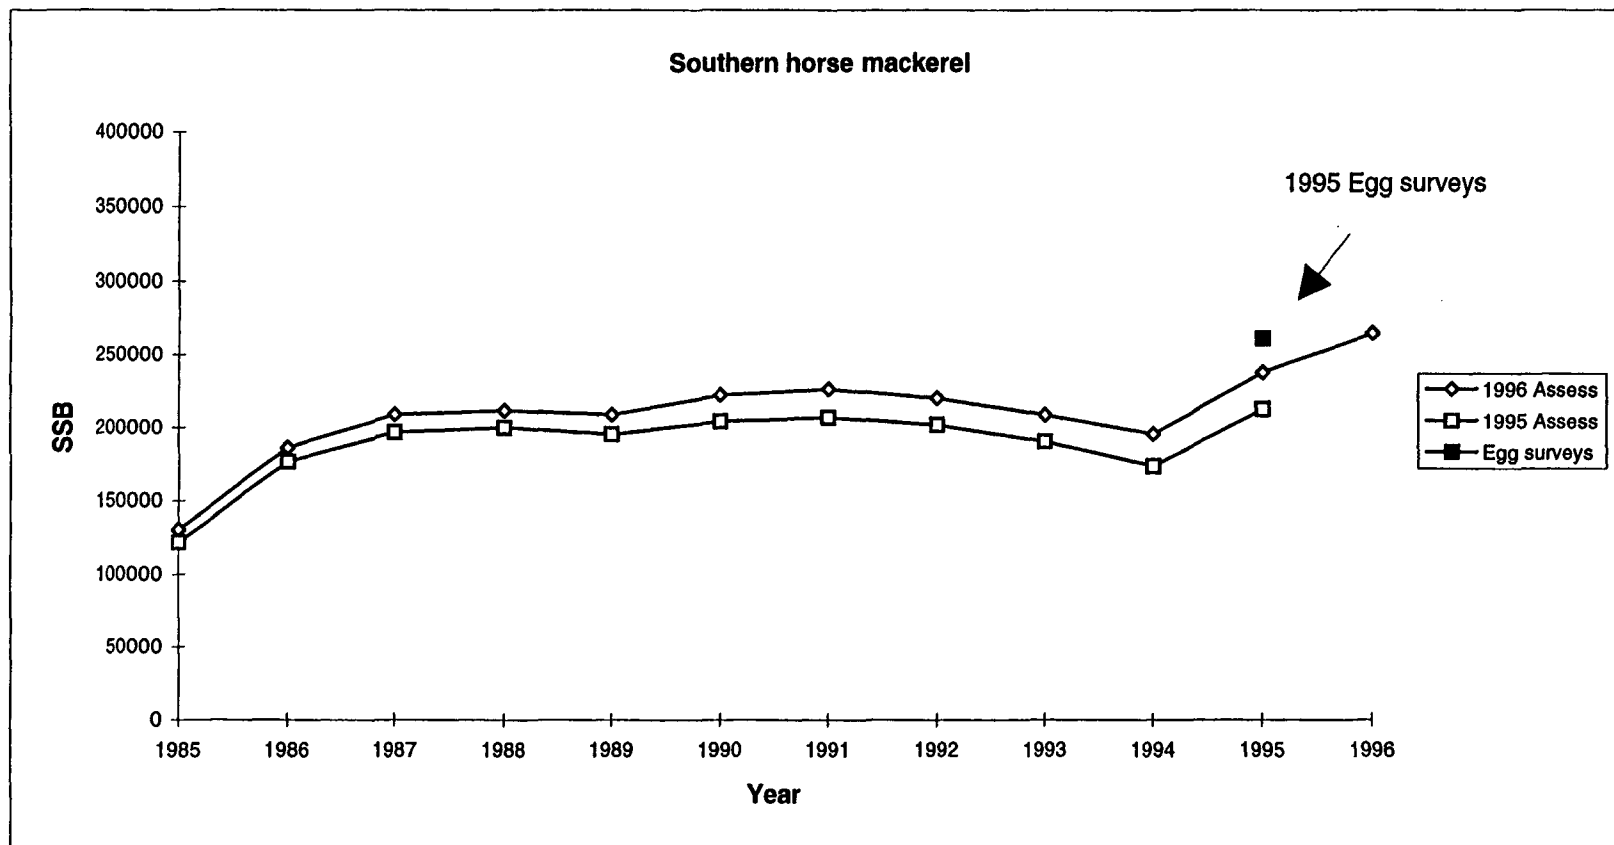 Southern horse mackerel
400000
350000
300000
250000
200000
150000
100000
50000
0
SSB
1985 1986 1987 1988 1989 1990 1991 1992 1993 1994 1995 1996
Year
1995 Egg surveys
1996 Assess
1995 Assess
Egg surveys